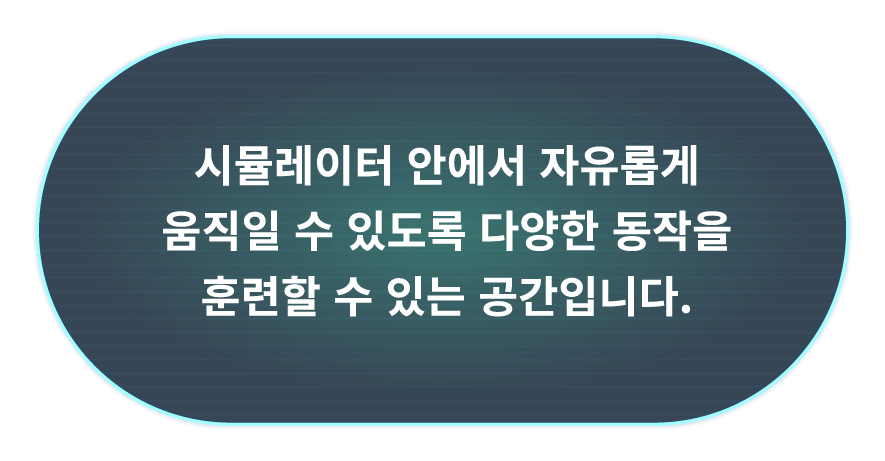 시뮬레이터 안에서 자유롭게
움직일 수 있도록 다양한 동작을
훈련할 수 있는 공간입니다.